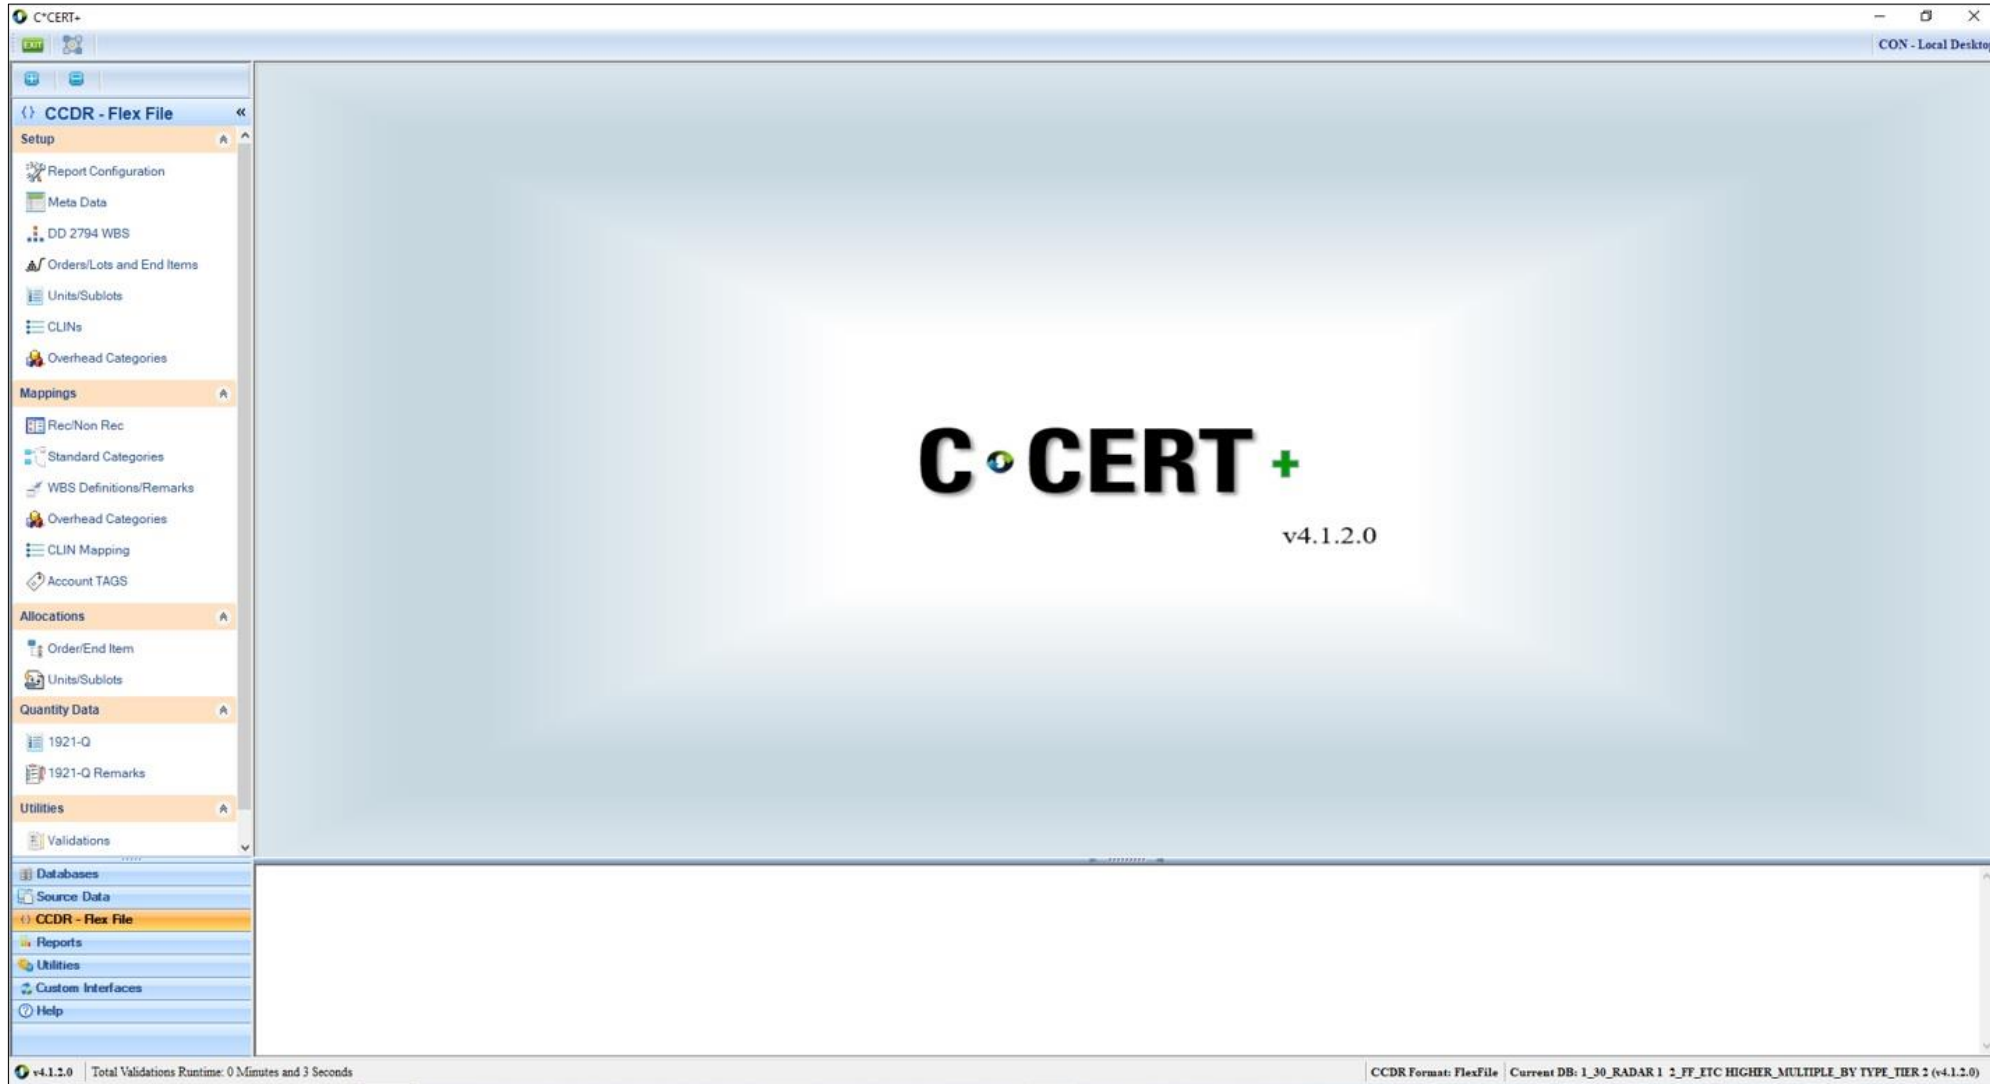 C*CERT+
EXIT
CON - Local Deskto
CCDR - Flex File
Setup
Report Configuration
Meta Data
DD 2794 WBS
Orders/Lots and End Items
Units/Sublots
CLINs
Overhead Categories
Mappings
Rec/Non Rec
Standard Categories
WBS Definitions/Remarks
Overhead Categories
CLIN Mapping
Account TAGS
Allocations
Order/End Item
Units/Sublots
Quantity Data
1921-Q
1921-Q Remarks
Utilities
Validations
Databases
Source Data
CCDR - Flex File
Reports
Utilities
Custom Interfaces
Help
C CERT +
v4.1.2.0
v4.1.2.0 Total Validations Runtime: 0 Minutes and 3 Seconds CCDR Format: FlexFile Current DB: 1_30_RADAR 1 2_FF_ETC HIGHER_MULTIPLE_BY TYPE_TIER 2 (v4.1.2.0)